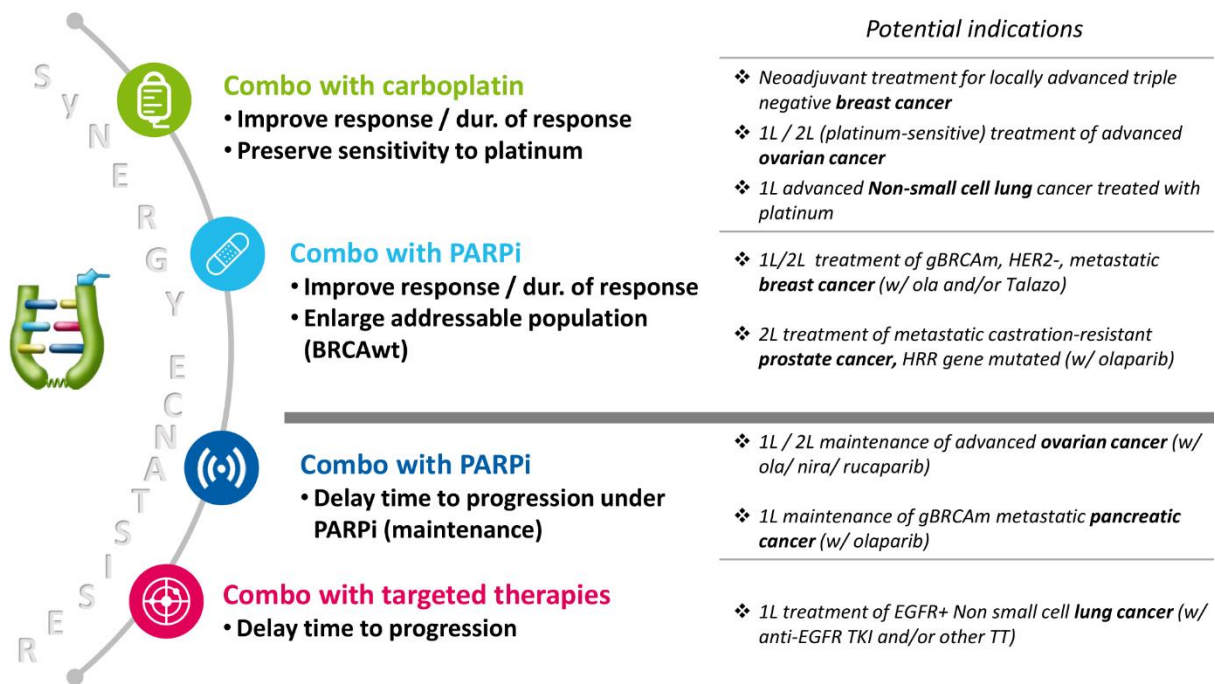 Potential indications
SYNERGY
Combo with carboplatin
• Improve response / dur. of response
• Preserve sensitivity to platinum
❖ Neoadjuvant treatment for locally advanced triple
negative breast cancer
❖ 1L / 2L (platinum-sensitive) treatment of advanced
ovarian cancer
❖ 1L advanced Non-small cell lung cancer treated with
platinum
Combo with PARPi
• Improve response / dur. of response
• Enlarge addressable population
(BRCAwt)
❖ 1L/2L treatment of gBRCAm, HER2-, metastatic
breast cancer (w/ ola and/or Talazo)
❖ 2L treatment of metastatic castration-resistant
prostate cancer, HRR gene mutated (w/ olaparib)
RESISTANCE
Combo with PARPi
• Delay time to progression under
PARPi (maintenance)
❖ 1L / 2L maintenance of advanced ovarian cancer (w/
ola/ nira/ rucaparib)
❖ 1L maintenance of gBRCAm metastatic pancreatic
cancer (w/ olaparib)
Combo with targeted therapies
• Delay time to progression
❖ 1L treatment of EGFR+ Non small cell lung cancer (w/
anti-EGFR TKI and/or other TT)